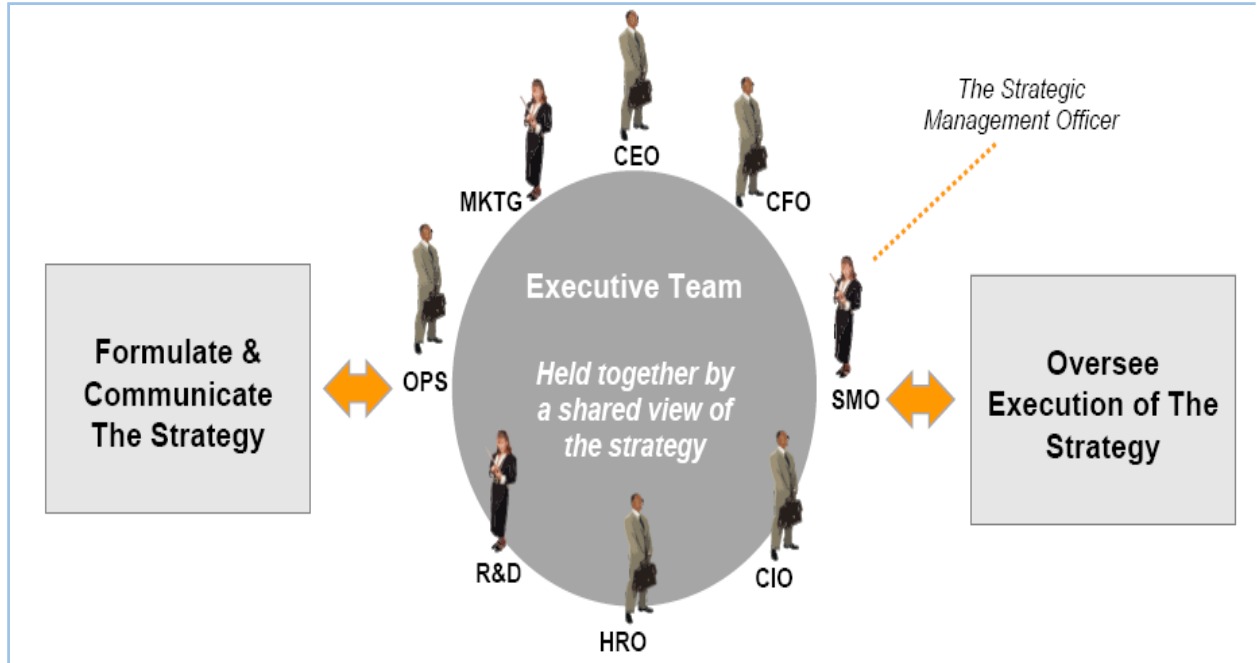 The Strategic
Management Officer
CEO
MKTG
CFO
Executive Team
Formulate &
Communicate
The Strategy
OPS
Held together by
a shared view of
the strategy
SMO
Oversee
Execution of The
Strategy
R&D
CIO
HRO